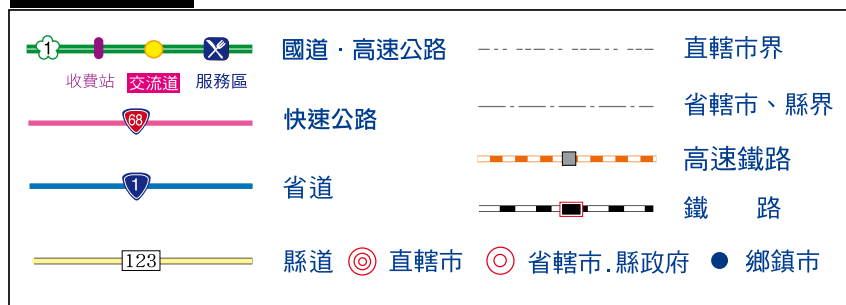 1 國道．高速公路 直轄市界
收費站 交流道 服務區
省轄市、縣界
68 快速公路
高速鐵路
1 省道
鐵 路
123 縣道 直轄市 省轄市.縣政府 鄉鎮市